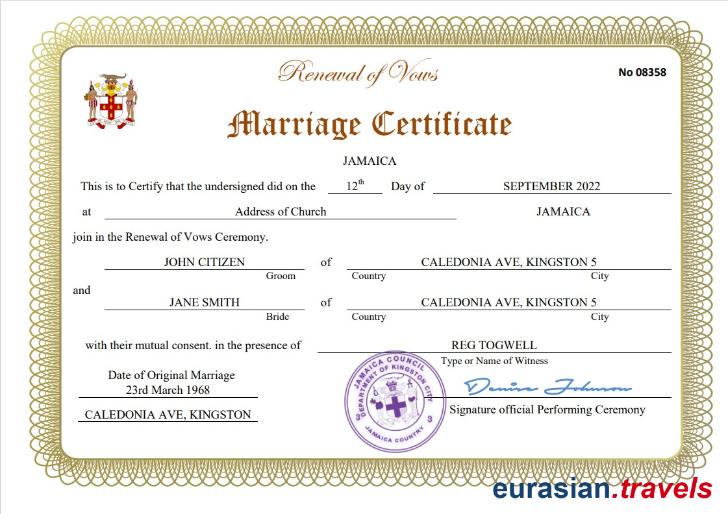 Renewal of Vows
No 08358
Marriage Certificate
JAMAICA
This is to Certify that the undersigned did on the 12th Day of SEPTEMBER 2022
at Address of Church JAMAICA
join in the Renewal of Vows Ceremony.
JOHN CITIZEN of CALEDONIA AVE, KINGSTON 5
Groom Country City
and
JANE SMITH of CALEDONIA AVE, KINGSTON 5
Bride Country City
with their mutual consent. in the presence of REG TOGWELL
Type or Name of Witness
Date of Original Marriage
23rd March 1968
CALEDONIA AVE, KINGSTON
JAMAICA COUNCIL
DEPARTMENT OF KINGSTON CITY
JAMAICA COUNTRY
Denise Johnson
Signature official Performing Ceremony
eurasian.travels